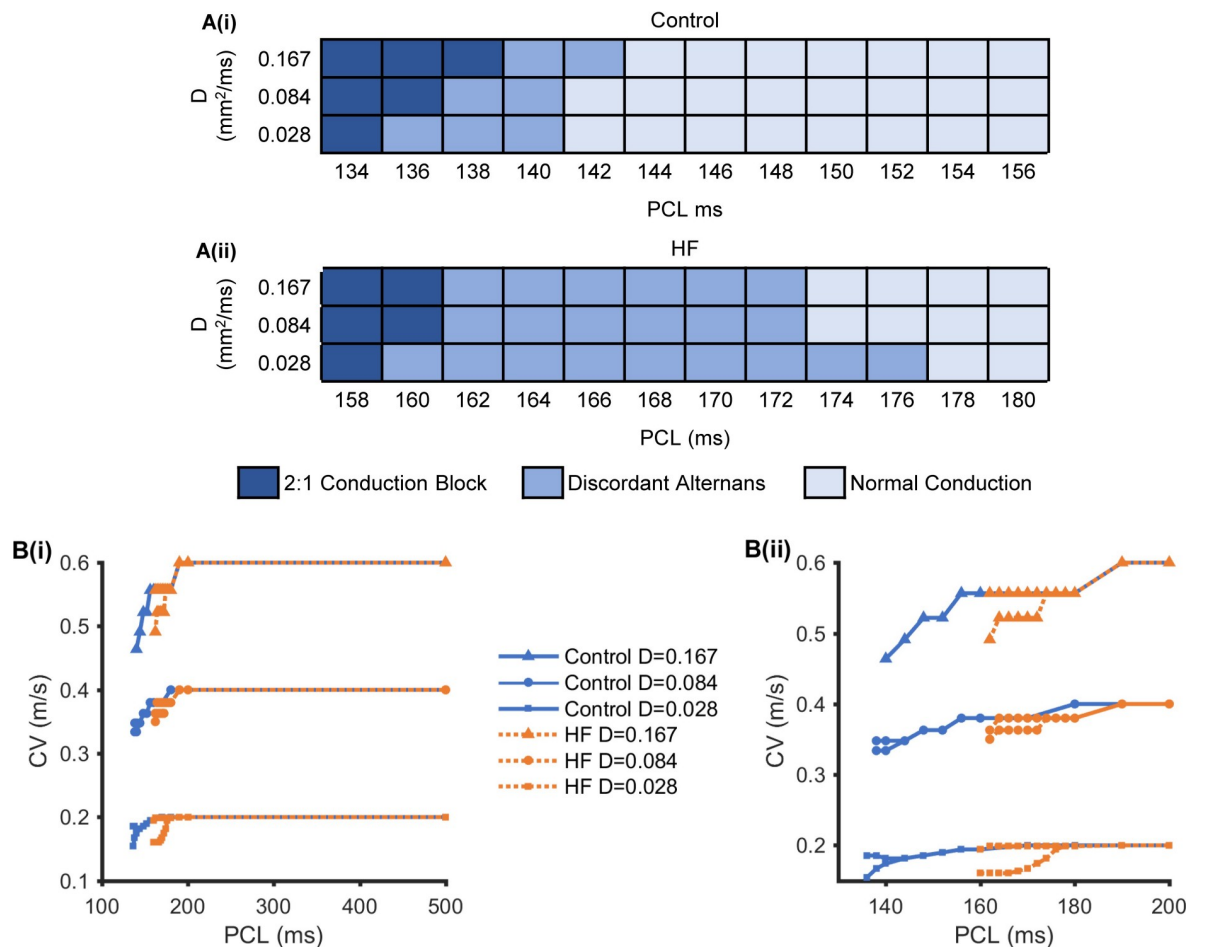 A(i)
Control
D
(mm²/ms)
0.167
0.084
0.028
134 136 138 140 142 144 146 148 150 152 154 156
PCL ms
A(ii)
HF
D
(mm²/ms)
0.167
0.084
0.028
158 160 162 164 166 168 170 172 174 176 178 180
PCL (ms)
2:1 Conduction Block Discordant Alternans Normal Conduction
B(i)
CV (m/s)
0.6
0.5
0.4
0.3
0.2
0.1
100 200 300 400 500
PCL (ms)
Control D=0.167
Control D=0.084
Control D=0.028
HF D=0.167
HF D=0.084
HF D=0.028
B(ii)
CV (m/s)
0.6
0.5
0.4
0.3
0.2
140 160 180 200
PCL (ms)